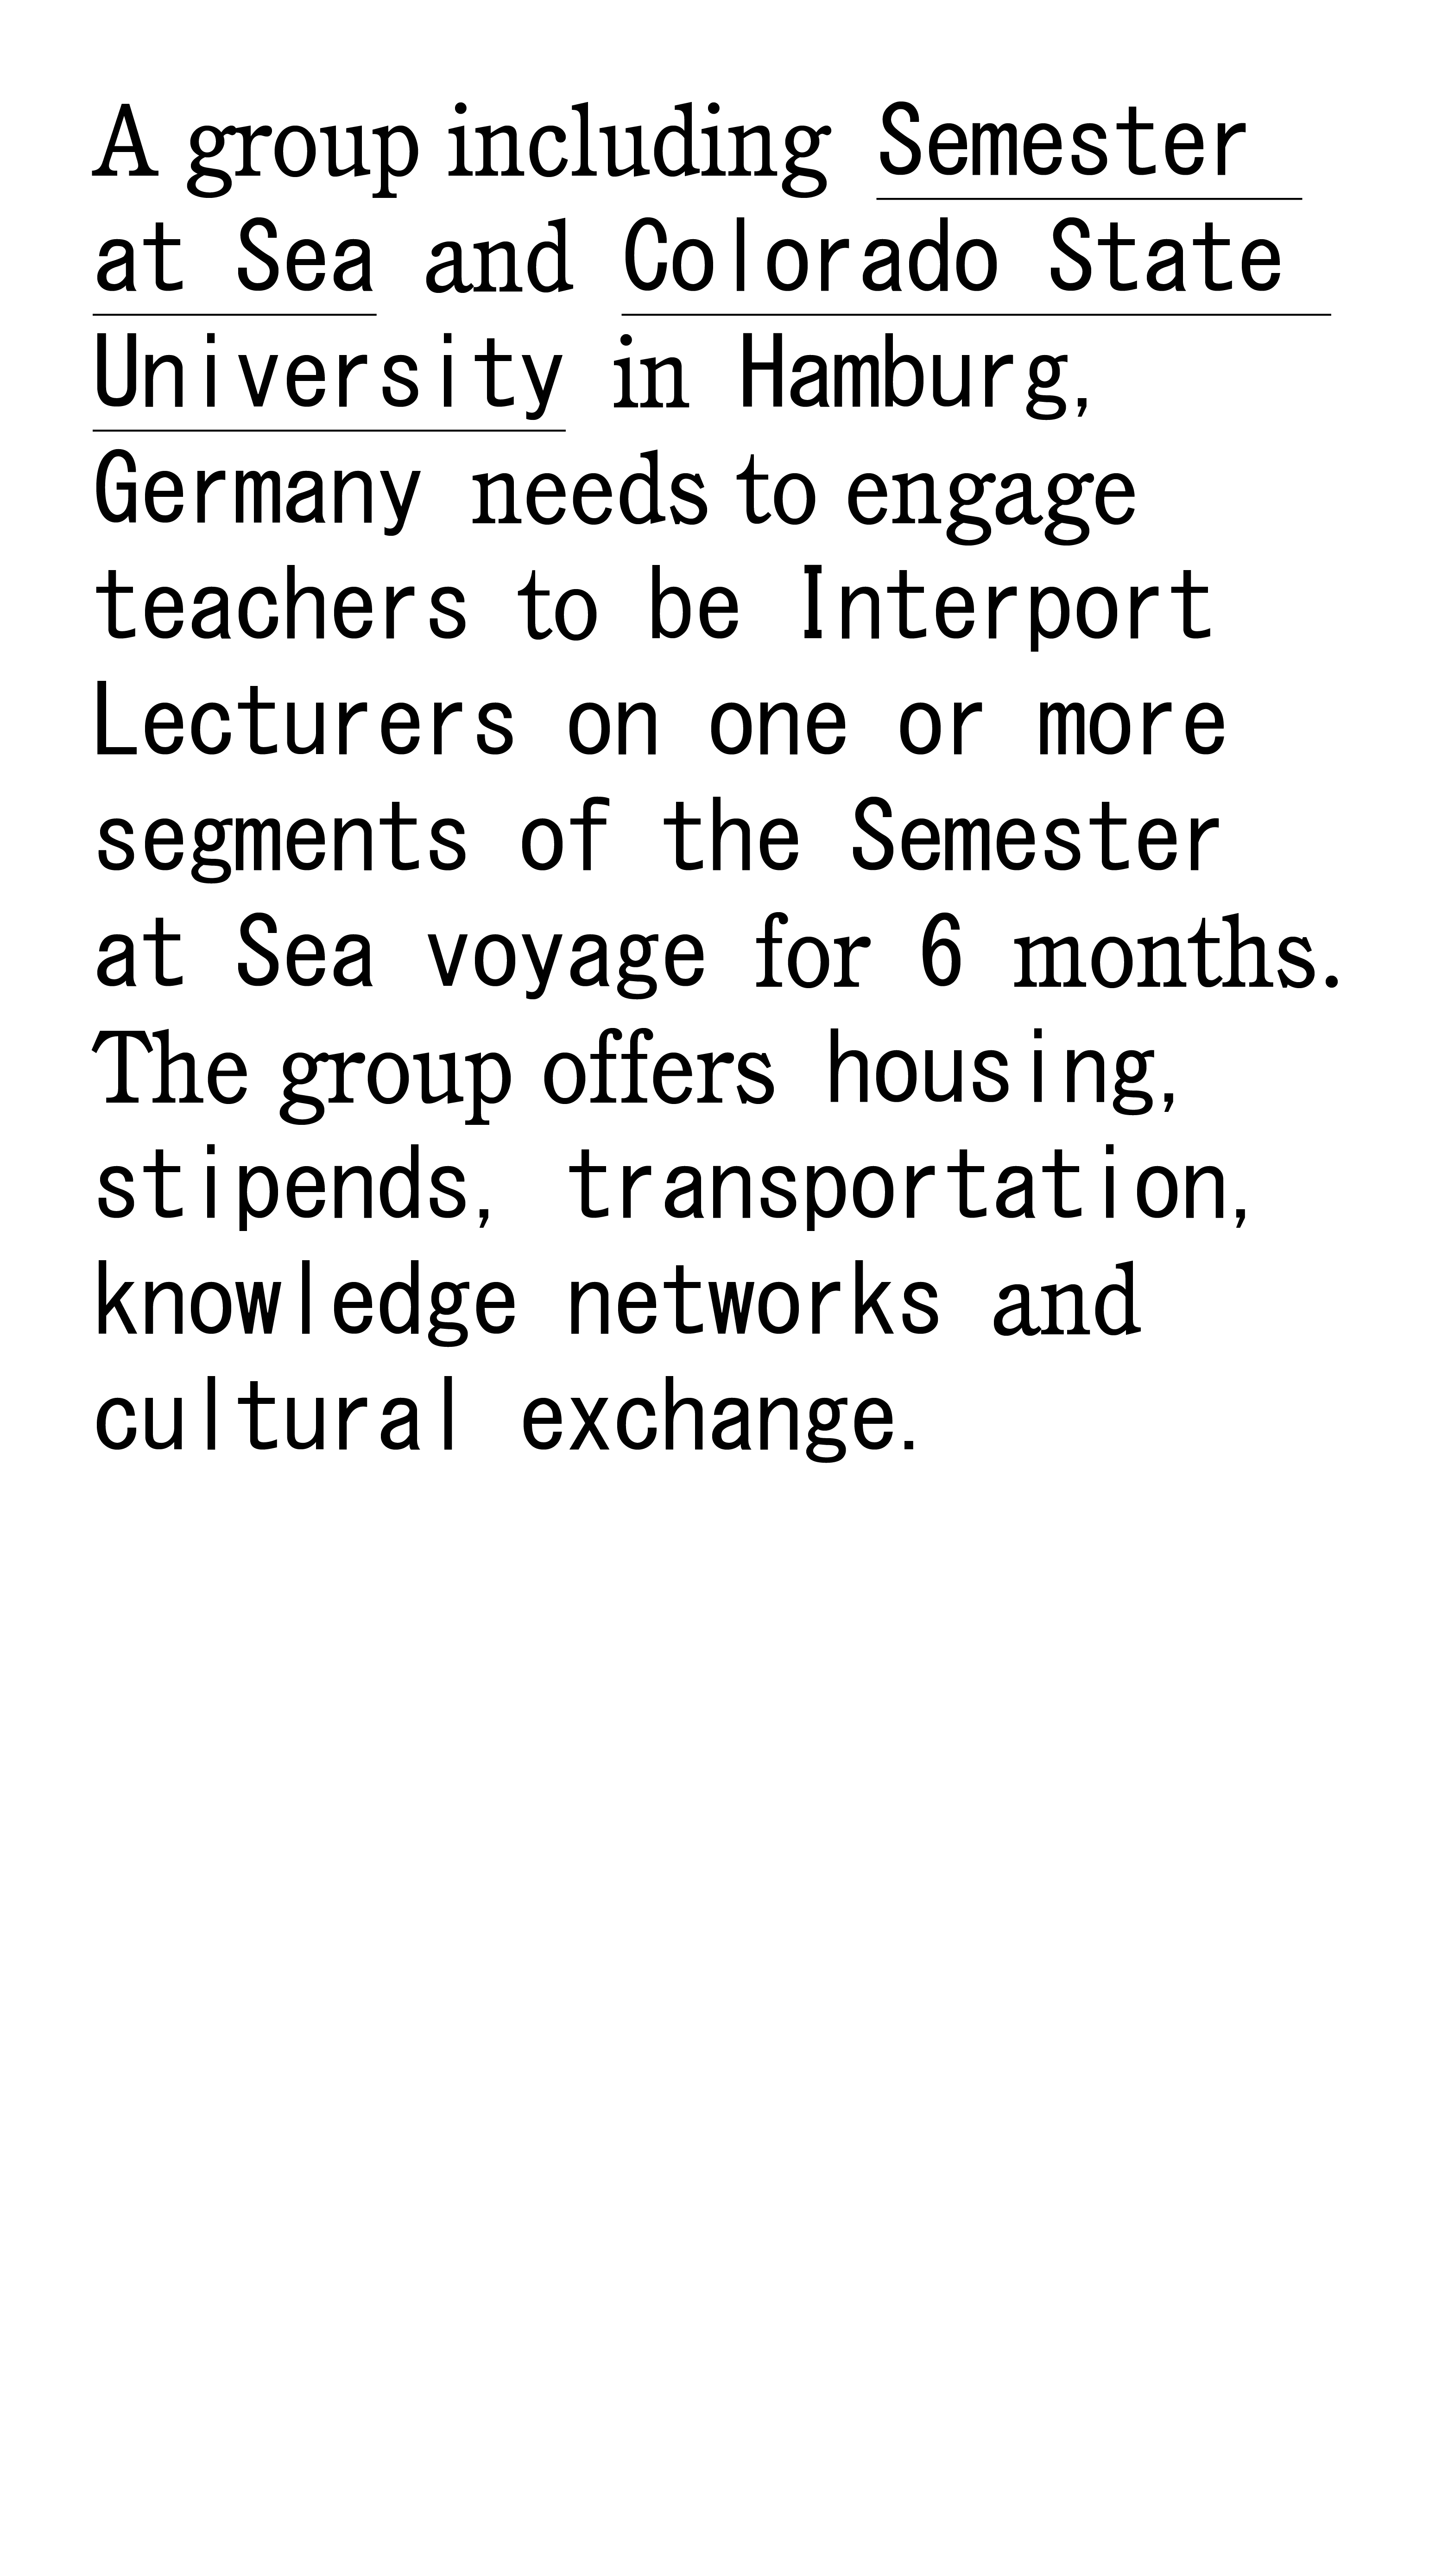 A group including Semester
at Sea and Colorado State
University in Hamburg,
Germany needs to engage
teachers to be Interport
Lecturers on one or more
segments of the Semester
at Sea voyage for 6 months.
The group offers housing,
stipends, transportation,
knowledge networks and
cultural exchange.